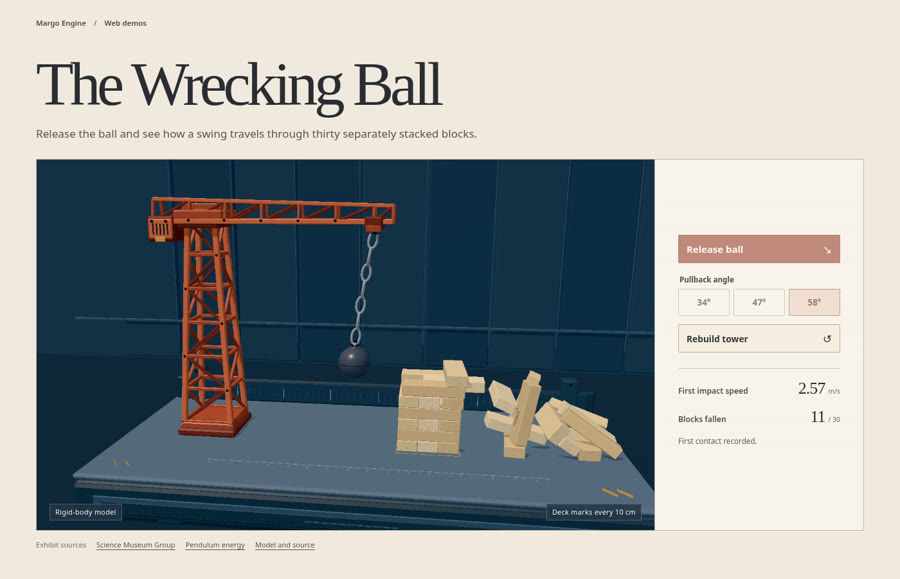 Margo Engine / Web demos
The Wrecking Ball
Release the ball and see how a swing travels through thirty separately stacked blocks.
Release ball ↘
Pullback angle
34° 47° 58°
Rebuild tower ↺
First impact speed 2.57 m/s
Blocks fallen 11 / 30
First contact recorded.
Rigid-body model
Deck marks every 10 cm
Exhibit sources Science Museum Group Pendulum energy Model and source